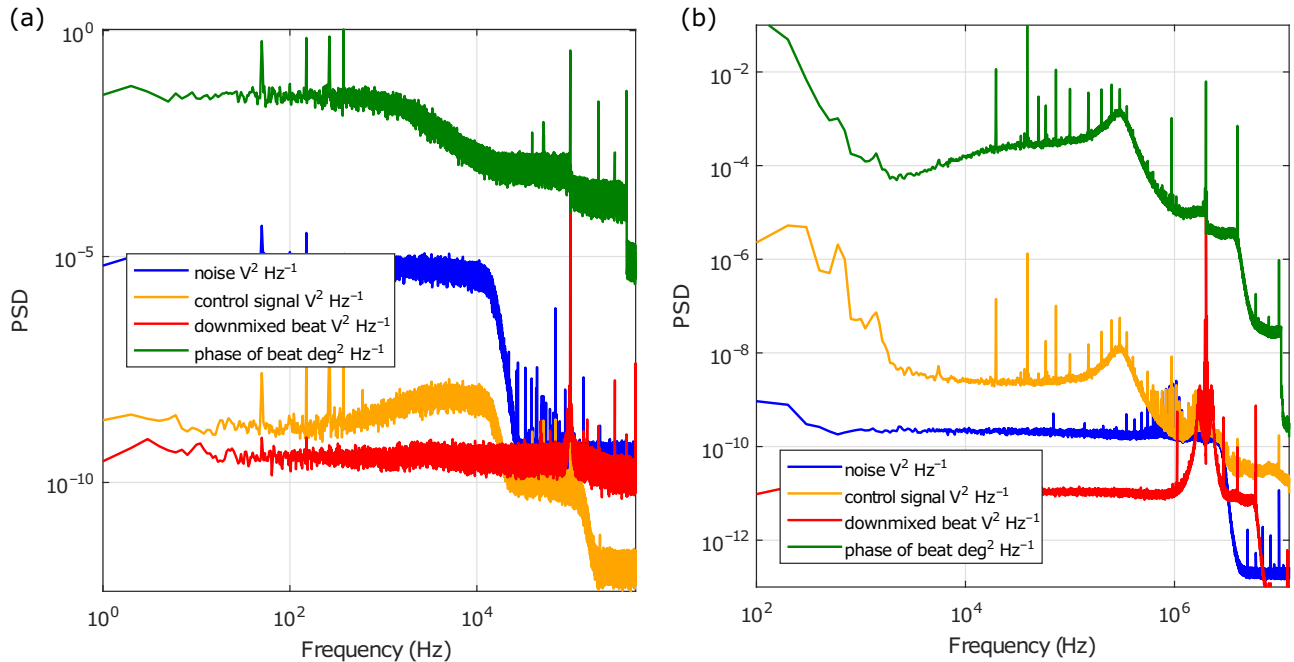 (a)
PSD
10⁰
10⁻⁵
10⁻¹⁰
noise V² Hz⁻¹
control signal V² Hz⁻¹
downmixed beat V² Hz⁻¹
phase of beat deg² Hz⁻¹
10⁰
10²
10⁴
Frequency (Hz)
(b)
PSD
10⁻²
10⁻⁴
10⁻⁶
10⁻⁸
10⁻¹⁰
10⁻¹²
noise V² Hz⁻¹
control signal V² Hz⁻¹
downmixed beat V² Hz⁻¹
phase of beat deg² Hz⁻¹
10²
10⁴
10⁶
Frequency (Hz)